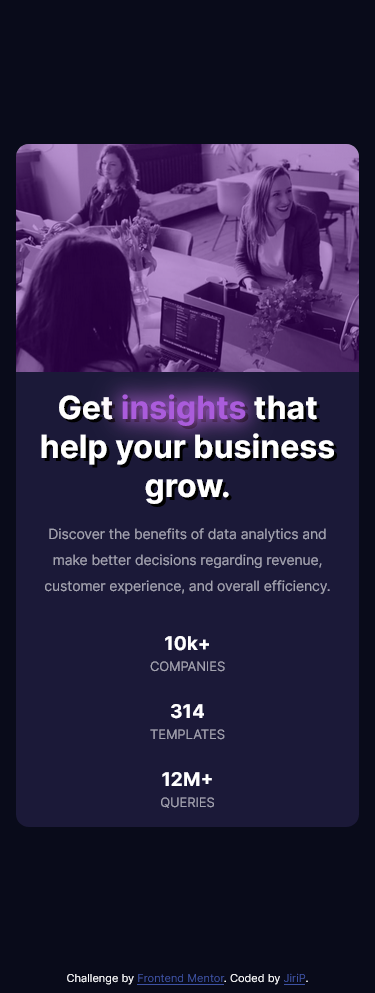 Get insights that
help your business
grow.
Discover the benefits of data analytics and
make better decisions regarding revenue,
customer experience, and overall efficiency.
10k+
COMPANIES
314
TEMPLATES
12M+
QUERIES
Challenge by Frontend Mentor. Coded by JiriP.